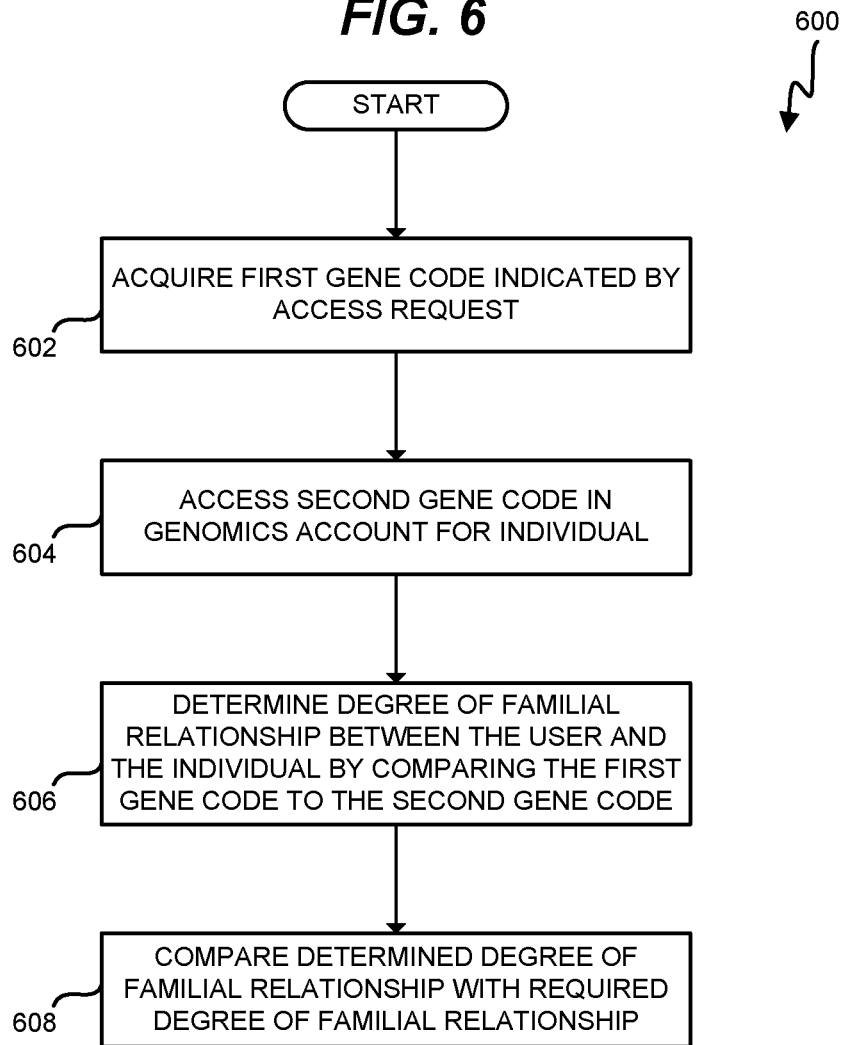 FIG. 6
600
START
ACQUIRE FIRST GENE CODE INDICATED BY
ACCESS REQUEST
602
ACCESS SECOND GENE CODE IN
GENOMICS ACCOUNT FOR INDIVIDUAL
604
DETERMINE DEGREE OF FAMILIAL
RELATIONSHIP BETWEEN THE USER AND
THE INDIVIDUAL BY COMPARING THE FIRST
GENE CODE TO THE SECOND GENE CODE
606
COMPARE DETERMINED DEGREE OF
FAMILIAL RELATIONSHIP WITH REQUIRED
DEGREE OF FAMILIAL RELATIONSHIP
608